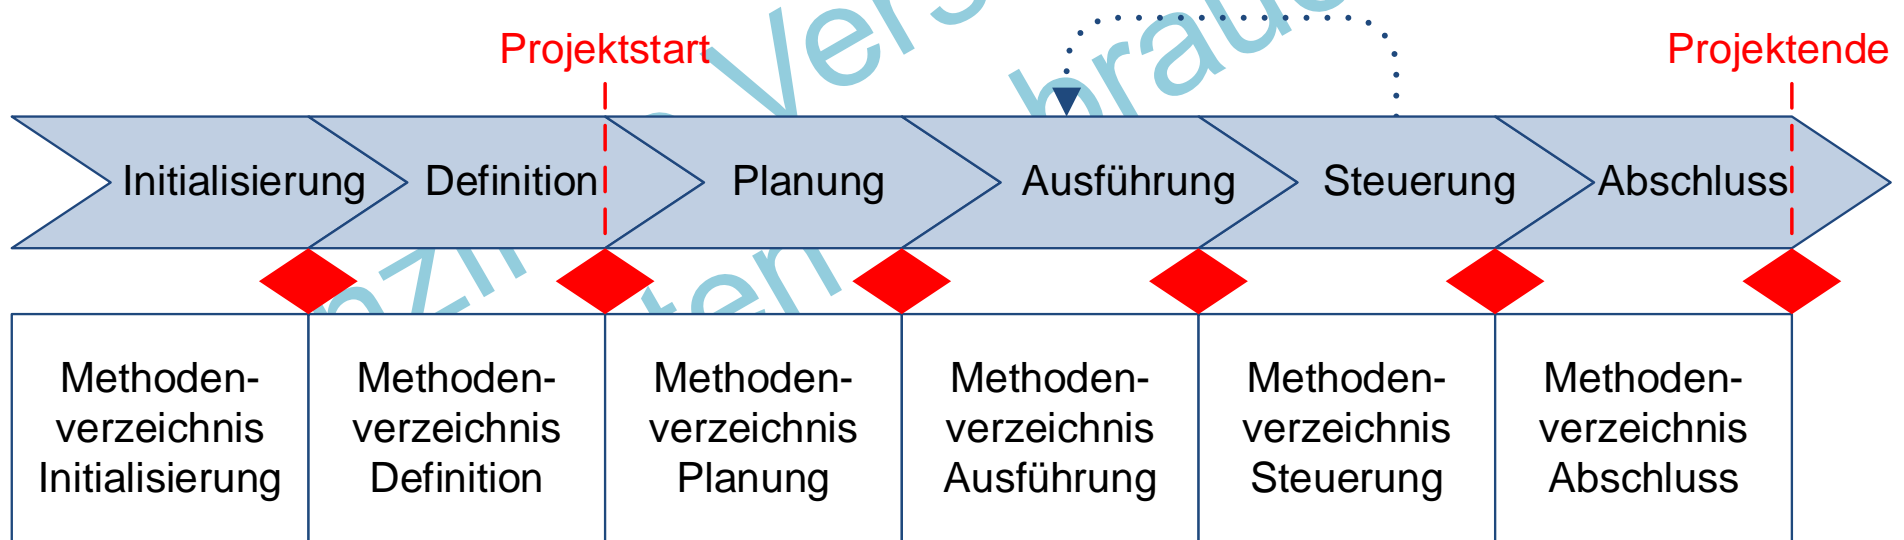 Projektstart
Projektende
Initialisierung
Definition
Planung
Ausführung
Steuerung
Abschluss
Methoden-
verzeichnis
Initialisierung
Methoden-
verzeichnis
Definition
Methoden-
verzeichnis
Planung
Methoden-
verzeichnis
Ausführung
Methoden-
verzeichnis
Steuerung
Methoden-
verzeichnis
Abschluss